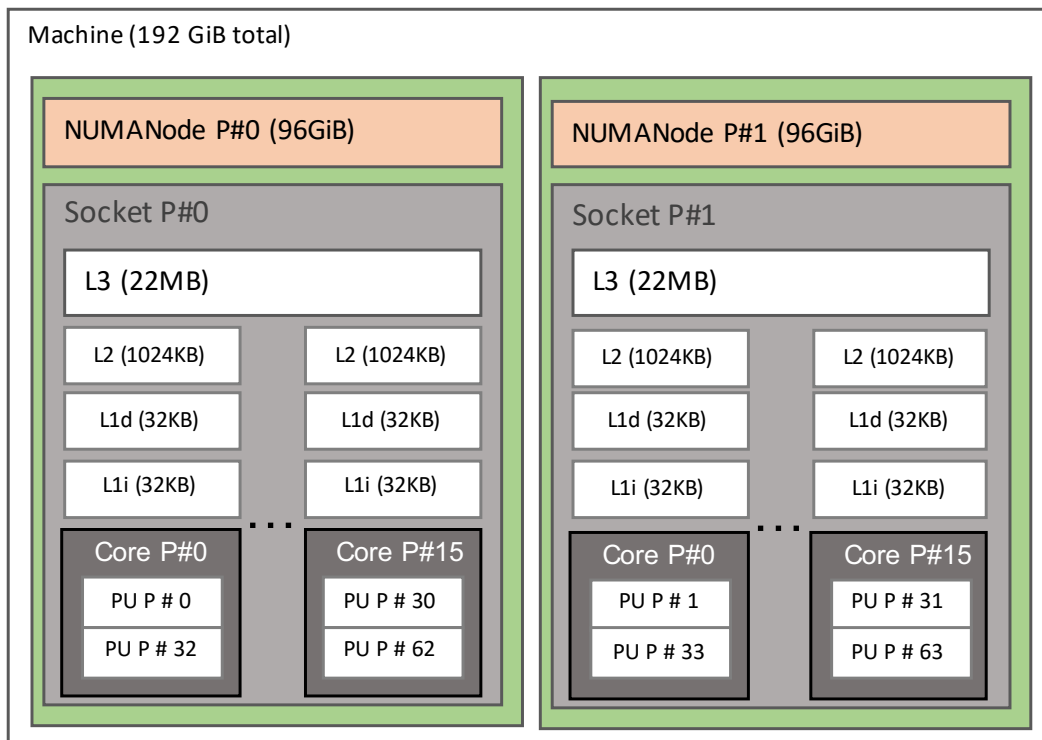 Machine (192 GiB total)
NUMANode P#0 (96GiB)
Socket P#0
L3 (22MB)
L2 (1024KB)
L2 (1024KB)
L1d (32KB)
L1d (32KB)
L1i (32KB)
L1i (32KB)
...
Core P#0
Core P#15
PU P # 0
PU P # 30
PU P # 32
PU P # 62
NUMANode P#1 (96GiB)
Socket P#1
L3 (22MB)
L2 (1024KB)
L2 (1024KB)
L1d (32KB)
L1d (32KB)
L1i (32KB)
L1i (32KB)
...
Core P#0
Core P#15
PU P # 1
PU P # 31
PU P # 33
PU P # 63